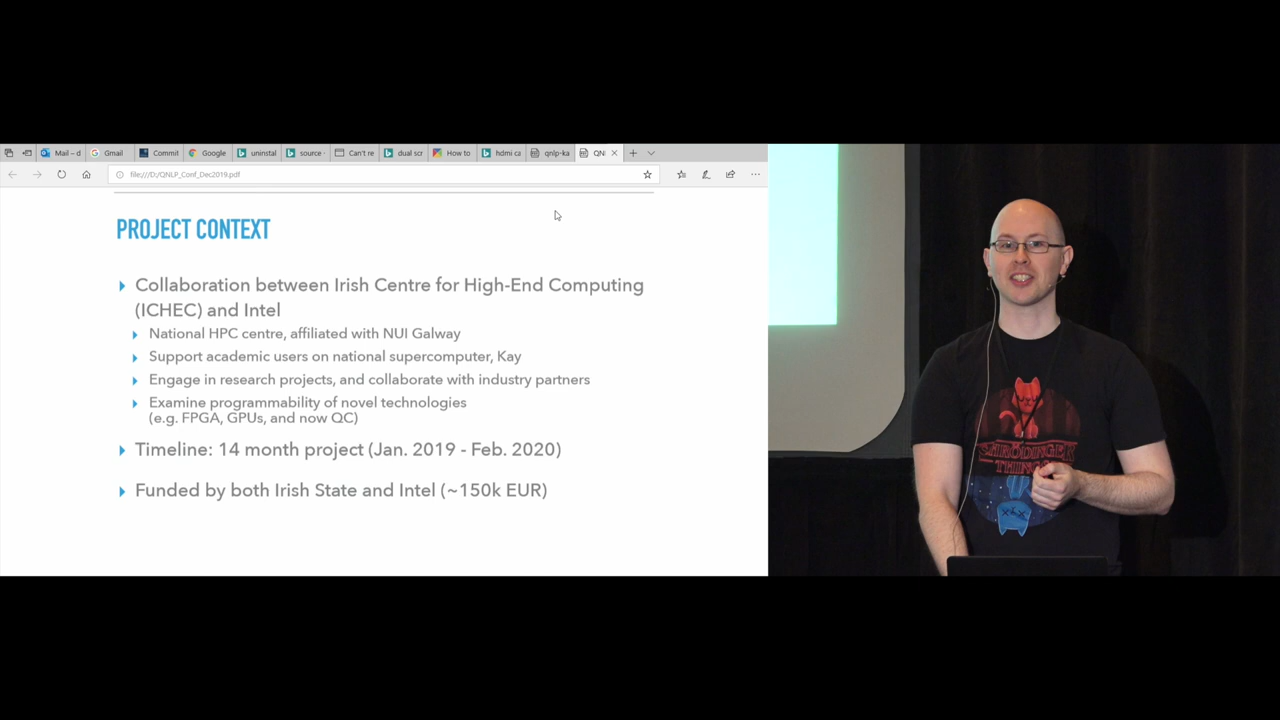 Mail – d
Gmail
Commit
Google
uninstal
source -
Can't re
dual scr
How to
hdmi ca
qnlp-ka
QN
file:///D:/QNLP_Conf_Dec2019.pdf
PROJECT CONTEXT
Collaboration between Irish Centre for High-End Computing
(ICHEC) and Intel
National HPC centre, affiliated with NUI Galway
Support academic users on national supercomputer, Kay
Engage in research projects, and collaborate with industry partners
Examine programmability of novel technologies
(e.g. FPGA, GPUs, and now QC)
Timeline: 14 month project (Jan. 2019 - Feb. 2020)
Funded by both Irish State and Intel (~150k EUR)
SHRÖDINGER
THING